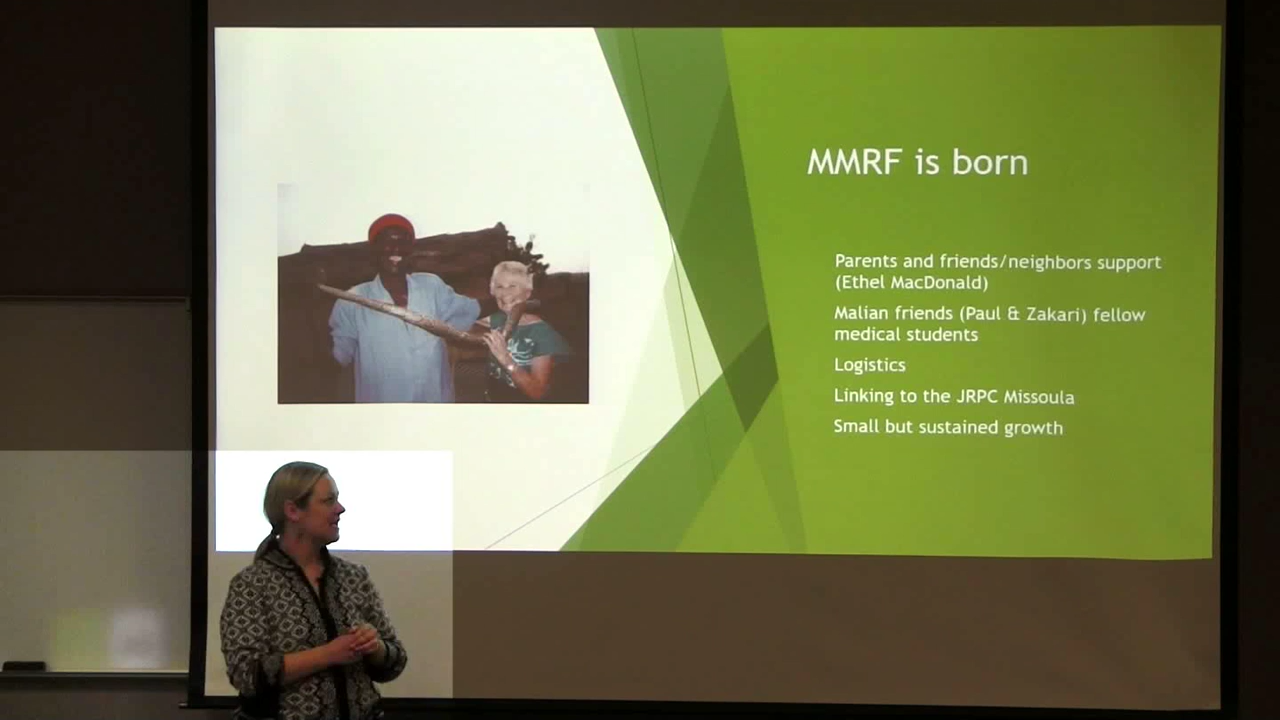 MMRF is born
Parents and friends/neighbors support
(Ethel MacDonald)
Malian friends (Paul & Zakari) fellow
medical students
Logistics
Linking to the JRPC Missoula
Small but sustained growth